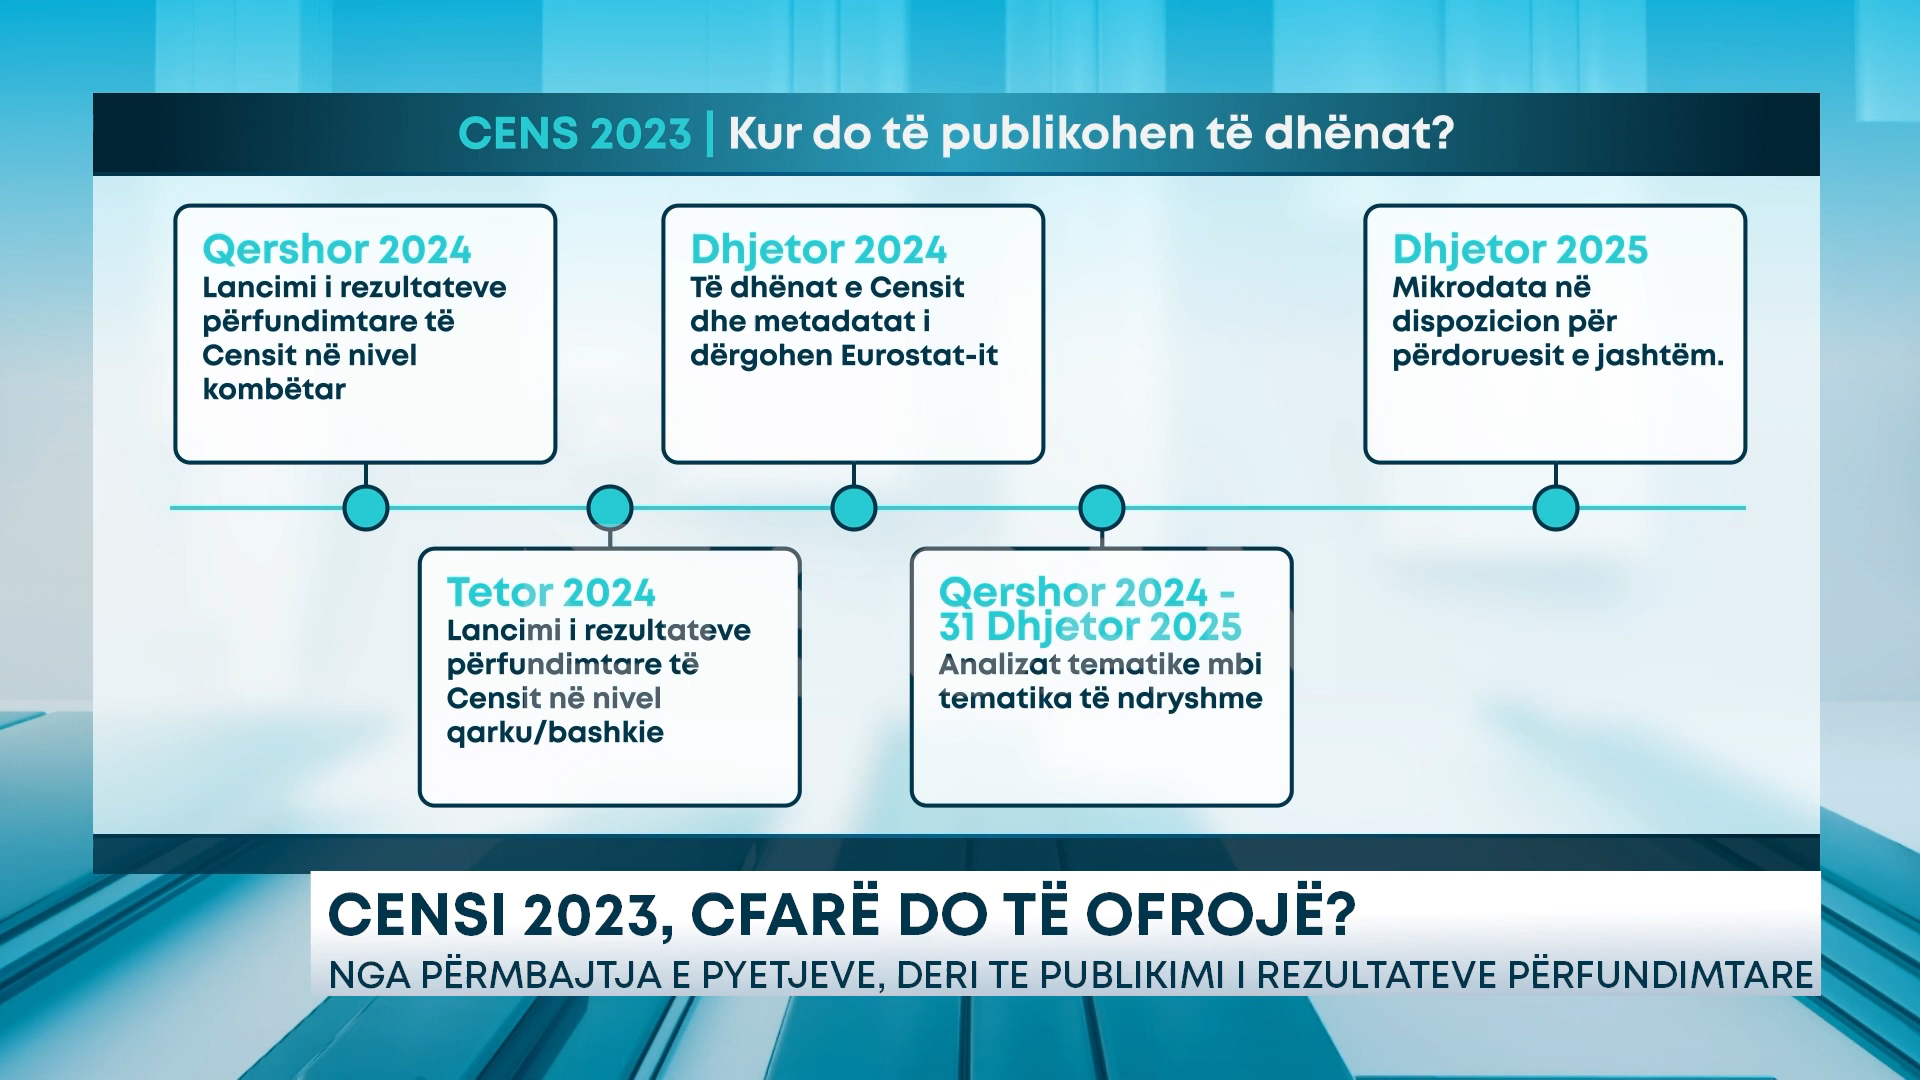 CENS 2023 | Kur do të publikohen të dhënat?
Qershor 2024
Lancimi i rezultateve
përfundimtare të
Censit në nivel
kombëtar
Tetor 2024
Lancimi i rezultateve
përfundimtare të
Censit në nivel
qarku/bashkie
Dhjetor 2024
Të dhënat e Censit
dhe metadatat i
dërgohen Eurostat-it
Qershor 2024 -
31 Dhjetor 2025
Analizat tematike mbi
tematika të ndryshme
Dhjetor 2025
Mikrodata në
dispozicion për
përdoruesit e jashtëm.
CENSI 2023, CFARË DO TË OFROJË?
NGA PËRMBAJTJA E PYETJEVE, DERI TE PUBLIKIMI I REZULTATEVE PËRFUNDIMTARE